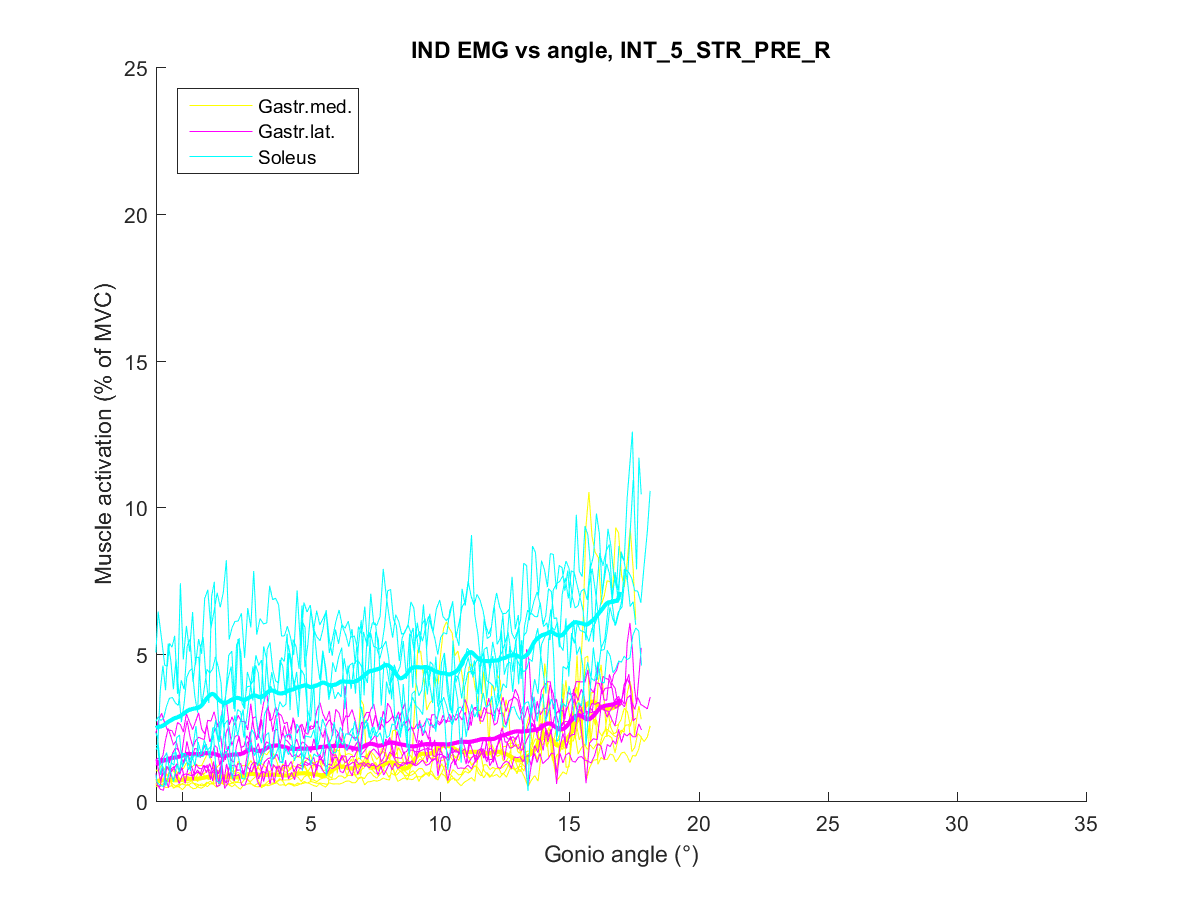 IND EMG vs angle, INT_5_STR_PRE_R
25
20
15
10
5
0
Muscle activation (% of MVC)
Gastr.med.
Gastr.lat.
Soleus
0 5 10 15 20 25 30 35
Gonio angle (°)